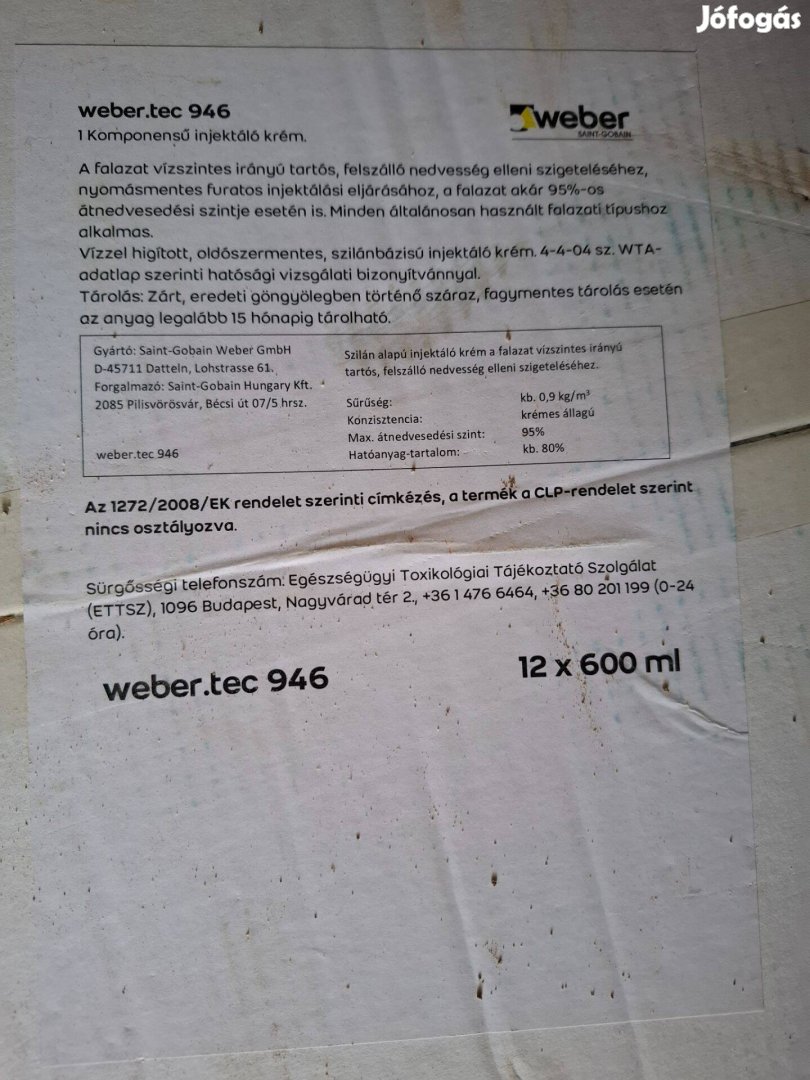 Jófogás
weber.tec 946
1 Komponensű injektáló krém.
weber
SAINT-GOBAIN
A falazat vízszintes irányú tartós, felszálló nedvesség elleni szigeteléséhez,
nyomásmentes furatos injektálási eljárásához, a falazat akár 95%-os
átnedvesedési szintje esetén is. Minden általánosan használt falazati típushoz
alkalmas.
Vízzel higított, oldószermentes, szilánbázisú injektáló krém. 4-4-04 sz. WTA-
adatlap szerinti hatósági vizsgálati bizonyítvánnyal.
Tárolás: Zárt, eredeti göngyölegben történő száraz, fagymentes tárolás esetén
az anyag legalább 15 hónapig tárolható.
Gyártó: Saint-Gobain Weber GmbH
D-45711 Datteln, Lohstrasse 61.
Forgalmazó: Saint-Gobain Hungary Kft.
2085 Pilisvörösvár, Bécsi út 07/5 hrsz.
weber.tec 946
Szilán alapú injektáló krém a falazat vízszintes irányú
tartós, felszálló nedvesség elleni szigeteléséhez.
Sűrűség: kb. 0,9 kg/m³
Konzisztencia: krémes állagú
Max. átnedvesedési szint: 95%
Hatóanyag-tartalom: kb. 80%
Az 1272/2008/EK rendelet szerinti címkézés, a termék a CLP-rendelet szerint
nincs osztályozva.
Sürgősségi telefonszám: Egészségügyi Toxikológiai Tájékoztató Szolgálat
(ETTSZ), 1096 Budapest, Nagyvárad tér 2., +36 1 476 6464, +36 80 201 199 (0-24
óra).
weber.tec 946
12 x 600 ml